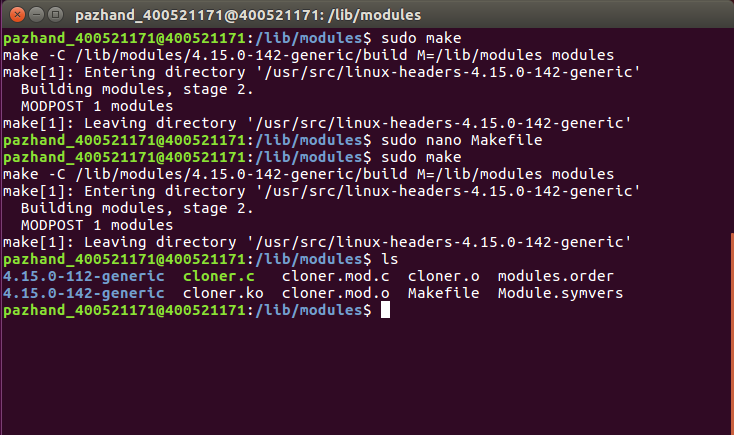 pazhand_400521171@400521171: /lib/modules
pazhand_400521171@400521171:/lib/modules$ sudo make
make -C /lib/modules/4.15.0-142-generic/build M=/lib/modules modules
make[1]: Entering directory '/usr/src/linux-headers-4.15.0-142-generic'
  Building modules, stage 2.
  MODPOST 1 modules
make[1]: Leaving directory '/usr/src/linux-headers-4.15.0-142-generic'
pazhand_400521171@400521171:/lib/modules$ sudo nano Makefile
pazhand_400521171@400521171:/lib/modules$ sudo make
make -C /lib/modules/4.15.0-142-generic/build M=/lib/modules modules
make[1]: Entering directory '/usr/src/linux-headers-4.15.0-142-generic'
  Building modules, stage 2.
  MODPOST 1 modules
make[1]: Leaving directory '/usr/src/linux-headers-4.15.0-142-generic'
pazhand_400521171@400521171:/lib/modules$ ls
4.15.0-112-generic  cloner.c   cloner.mod.c  cloner.o  modules.order
4.15.0-142-generic  cloner.ko  cloner.mod.o  Makefile  Module.symvers
pazhand_400521171@400521171:/lib/modules$